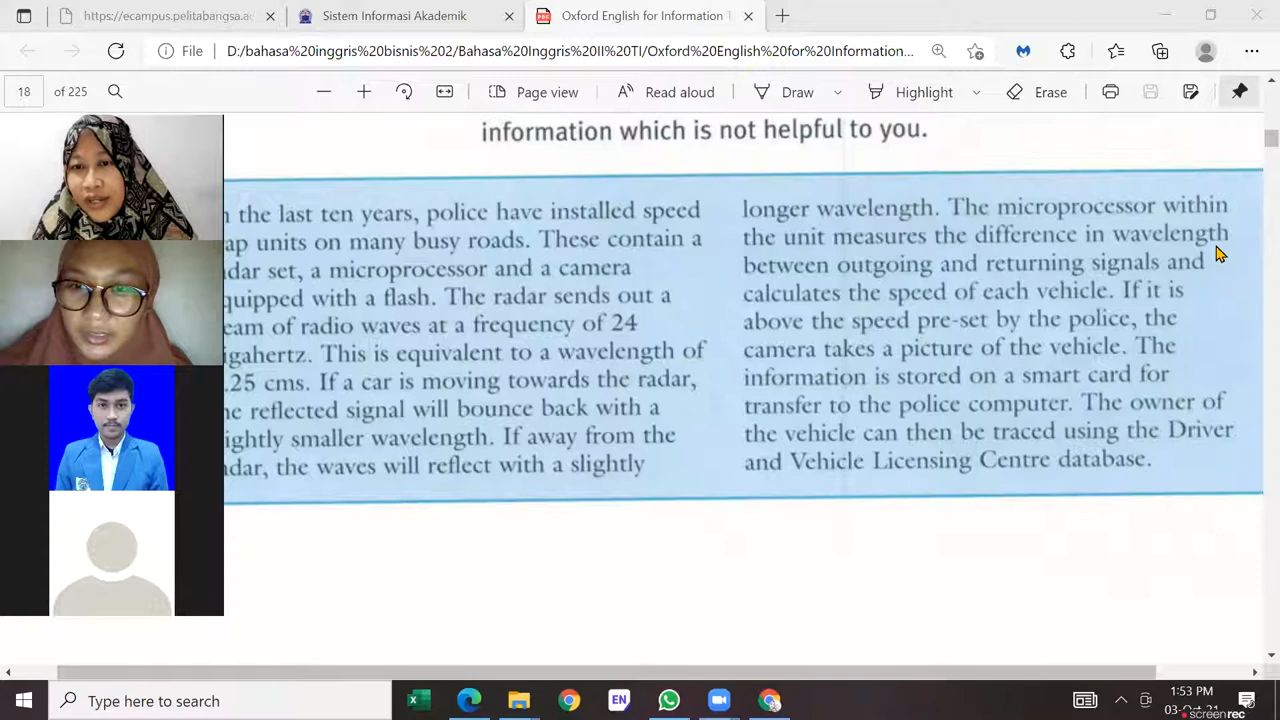 https://ecampus.pelitabangsa.a
Sistem Informasi Akademik
Oxford English for Information
File
D:/bahasa%20inggris%20bisnis%202/Bahasa%20Inggris%20II%20TI/Oxford%20English%20for%20Information...
18
of 225
Page view
Read aloud
Draw
Highlight
Erase
information which is not helpful to you.
the last ten years, police have installed speed
ap units on many busy roads. These contain a
dar set, a microprocessor and a camera
quipped with a flash. The radar sends out a
eam of radio waves at a frequency of 24
igahertz. This is equivalent to a wavelength of
.25 cms. If a car is moving towards the radar,
e reflected signal will bounce back with a
ightly smaller wavelength. If away from the
dar, the waves will reflect with a slightly
longer wavelength. The microprocessor within
the unit measures the difference in wavelength
between outgoing and returning signals and
calculates the speed of each vehicle. If it is
above the speed pre-set by the police, the
camera takes a picture of the vehicle. The
information is stored on a smart card for
transfer to the police computer. The owner of
the vehicle can then be traced using the Driver
and Vehicle Licensing Centre database.
Type here to search
EN
1:53 PM
screenrec